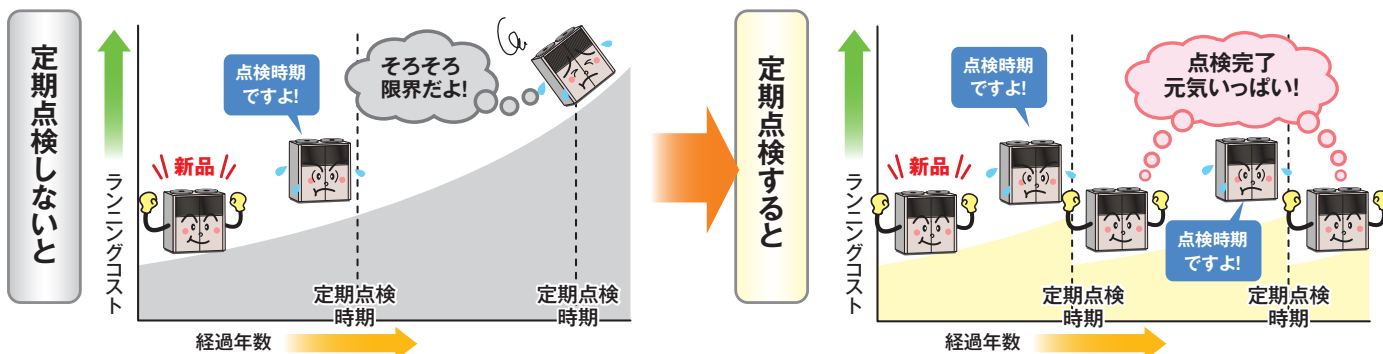 定期点検しないと
ランニングコスト
新品
点検時期
ですよ!
そろそろ
限界だよ!
定期点検
時期
定期点検
時期
経過年数
定期点検すると
ランニングコスト
新品
点検時期
ですよ!
点検完了
元気いっぱい!
点検時期
ですよ!
定期点検
時期
定期点検
時期
経過年数